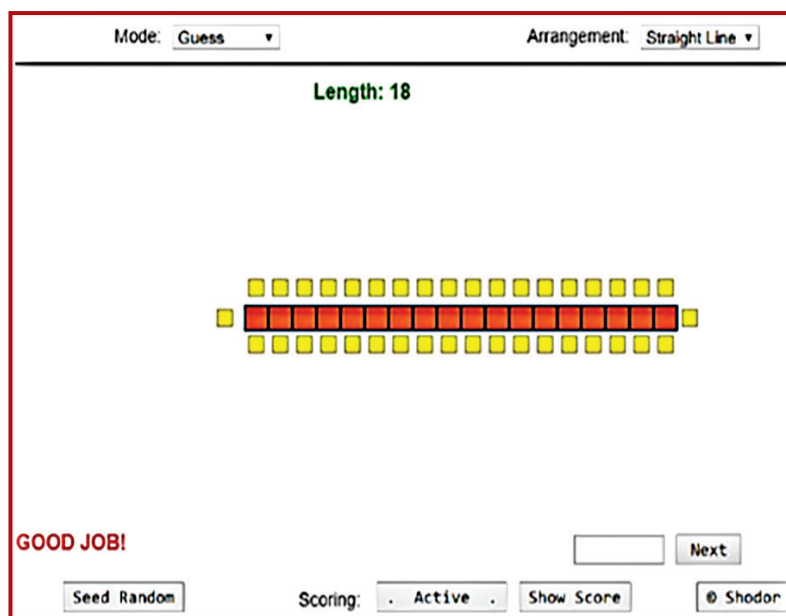 Mode: Guess Arrangement: Straight Line
Length: 18
GOOD JOB!
Next
Seed Random Scoring: . Active . Show Score © Shodor